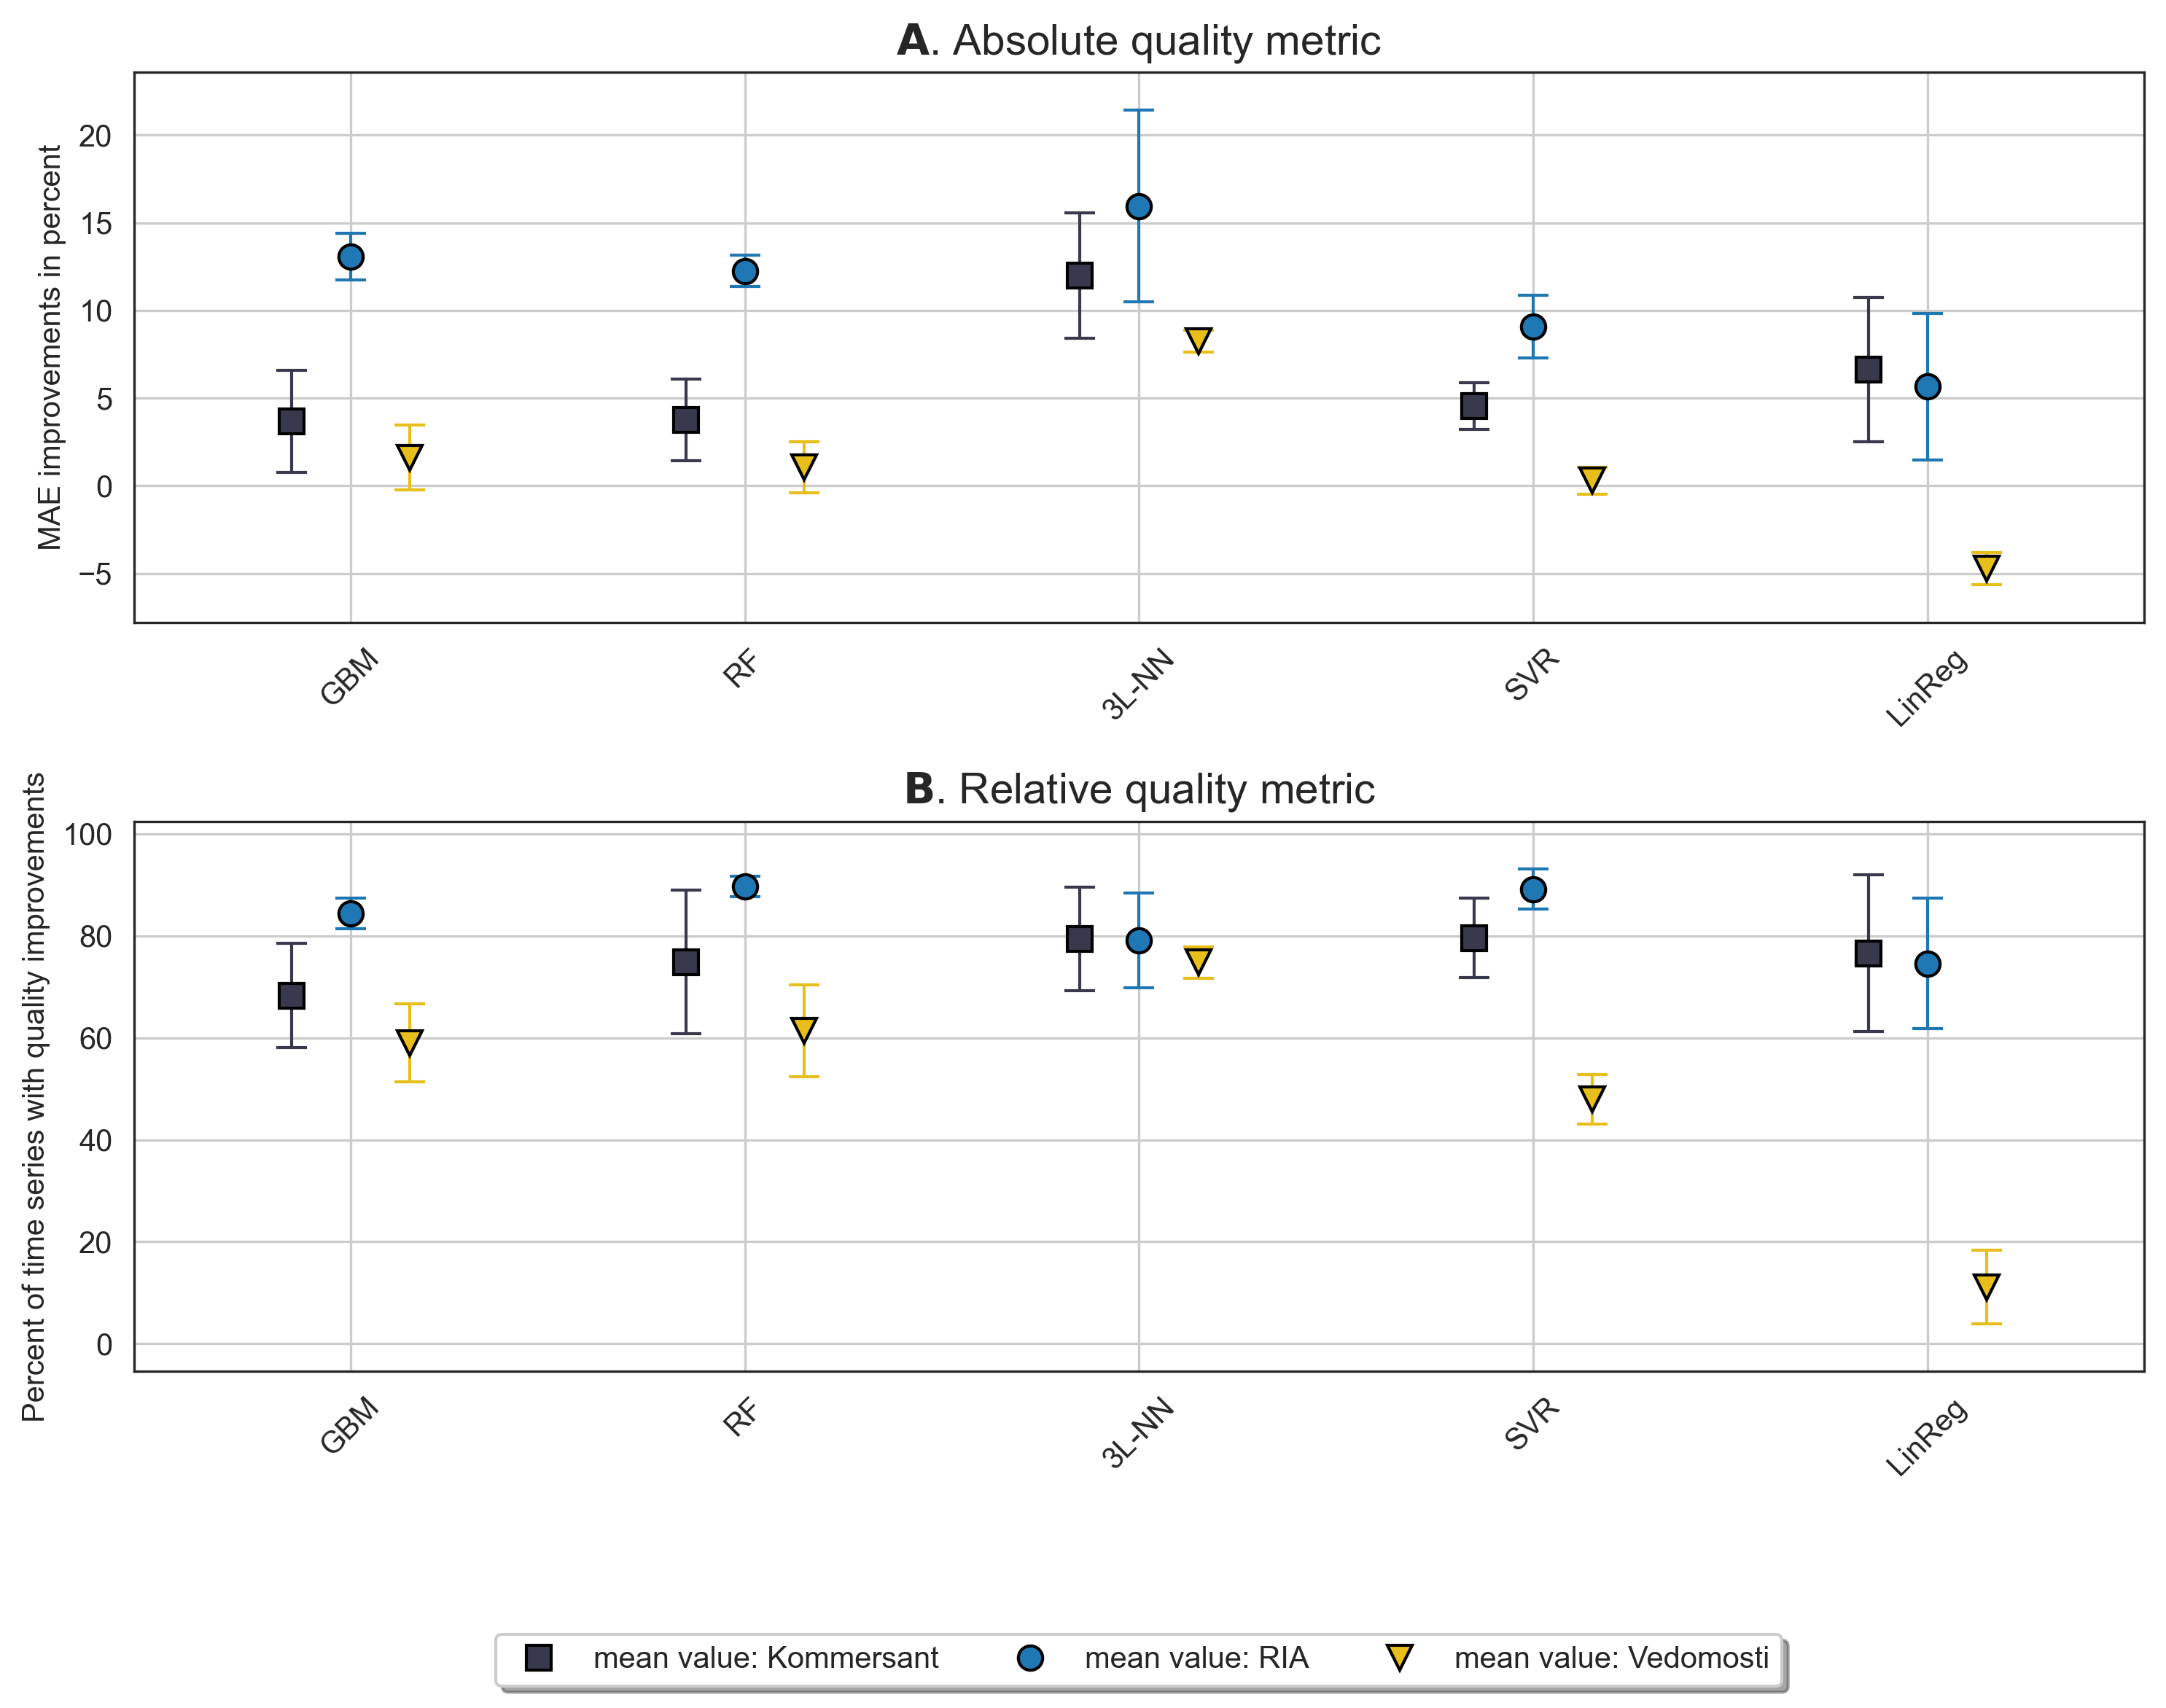 A. Absolute quality metric
MAE improvements in percent
20
15
10
5
0
−5
GBM
RF
3L-NN
SVR
LinReg
B. Relative quality metric
Percent of time series with quality improvements
100
80
60
40
20
0
GBM
RF
3L-NN
SVR
LinReg
mean value: Kommersant
mean value: RIA
mean value: Vedomosti